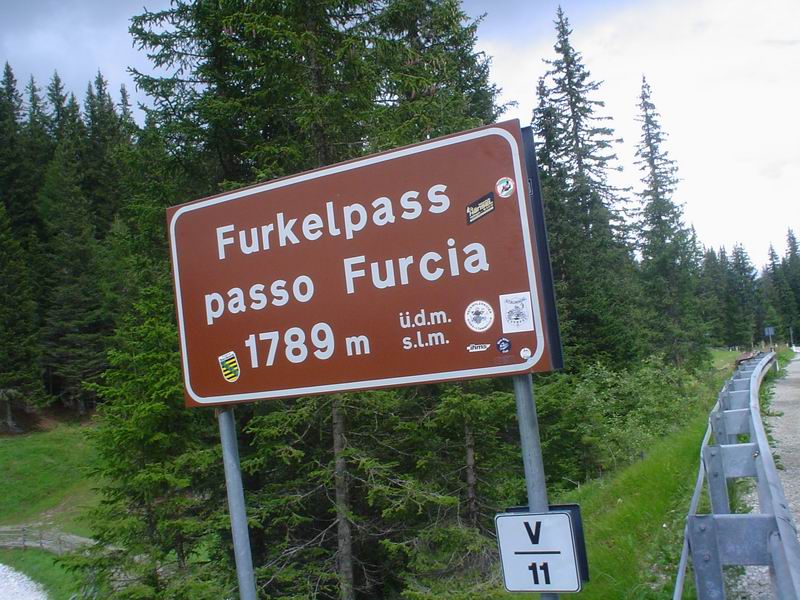 Furkelpass
passo Furcia
1789 m
ü.d.m.
s.l.m.
V
11